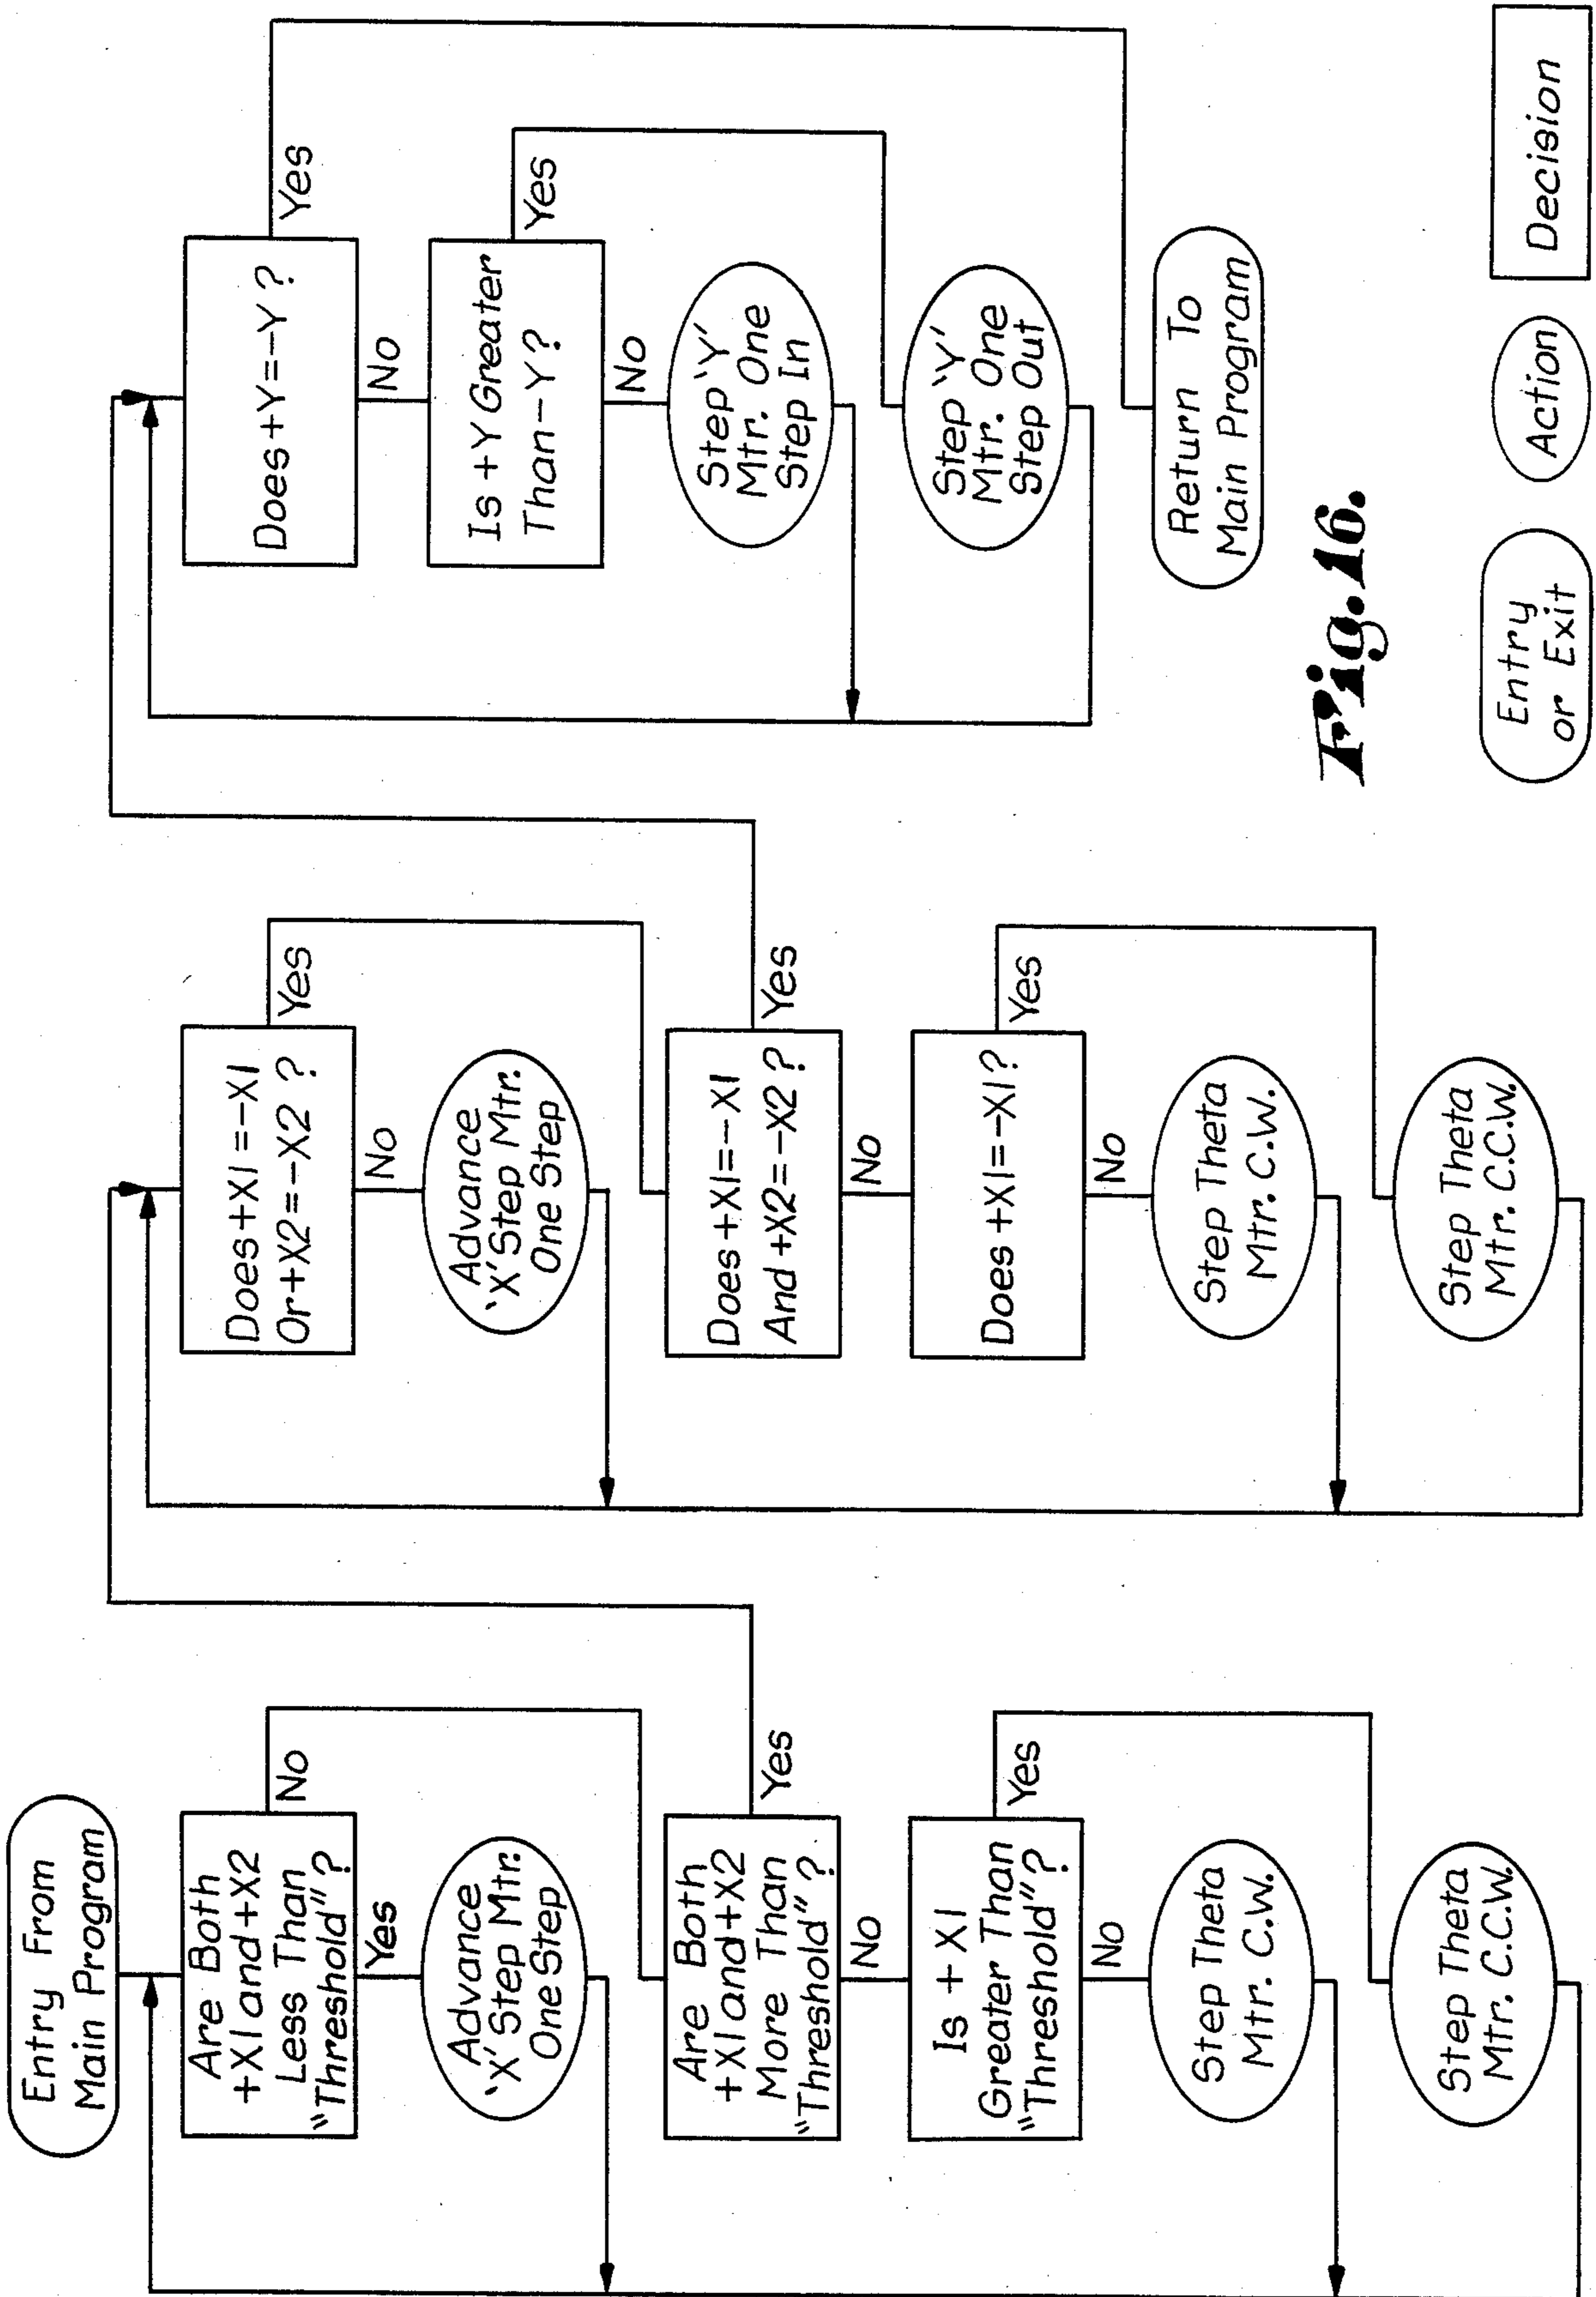 Entry From
Main Program
Are Both
+X1 and +X2
Less Than
"Threshold"?
No
Yes
Advance
'X' Step Mtr.
One Step
Are Both
+X1 and +X2
More Than
"Threshold"?
Yes
No
Is +X1
Greater Than
"Threshold"?
Yes
No
Step Theta
Mtr. C.W.
Step Theta
Mtr. C.C.W.
Does +X1=-X1
Or +X2=-X2 ?
Yes
No
Advance
'X' Step Mtr.
One Step
Does +X1=-X1
And +X2=-X2 ?
Yes
No
Does +X1=-X1?
Yes
No
Step Theta
Mtr. C.W.
Step Theta
Mtr. C.C.W.
Does +Y=-Y ?
Yes
No
Is +Y Greater
Than -Y ?
Yes
No
Step 'Y'
Mtr. One
Step In
Step 'Y'
Mtr. One
Step Out
Return To
Main Program
Fig. 16.
Entry
or Exit
Action
Decision